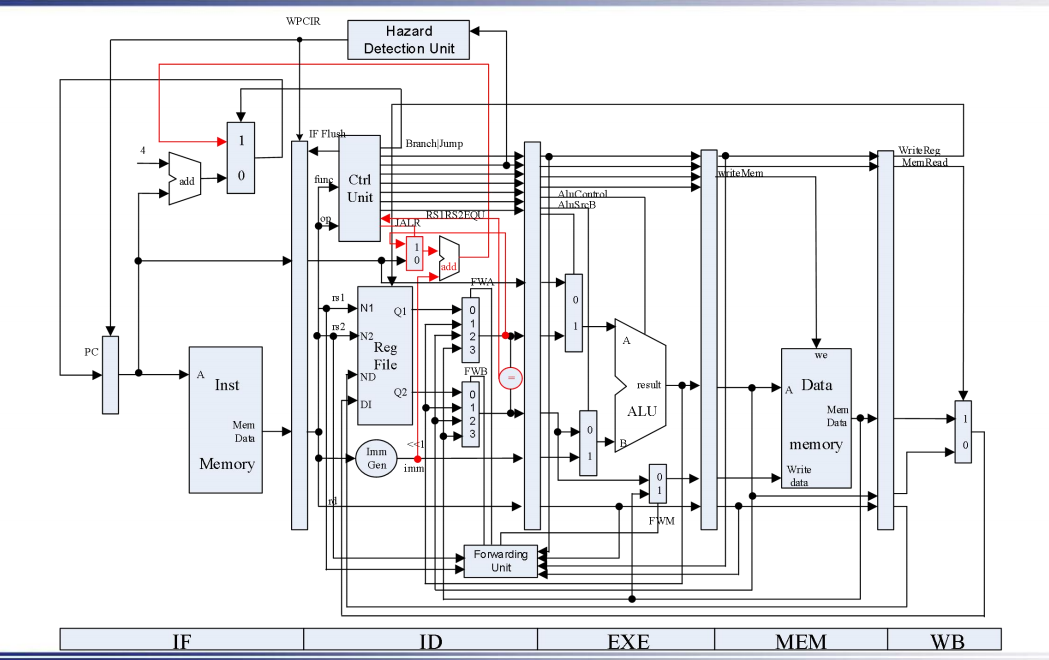 WPCIR
Hazard
Detection Unit
IF Flush
Branch|Jump
WriteReg
MemRead
writeMem
4
add
1
0
func
Ctrl
Unit
op
AluControl
AluSrcB
RS1RS2EQU
JALR
1
0
add
FWA
rs1
N1
Q1
0
1
2
3
rs2
N2
Reg
File
ND
DI
Q2
FWB
0
1
2
3
=
PC
A
Inst
Mem
Data
Memory
<<1
Imm
Gen
imm
rd
0
1
A
result
ALU
B
0
1
0
1
FWM
we
A
Data
Mem
Data
memory
Write
data
1
0
Forwarding
Unit
IF
ID
EXE
MEM
WB